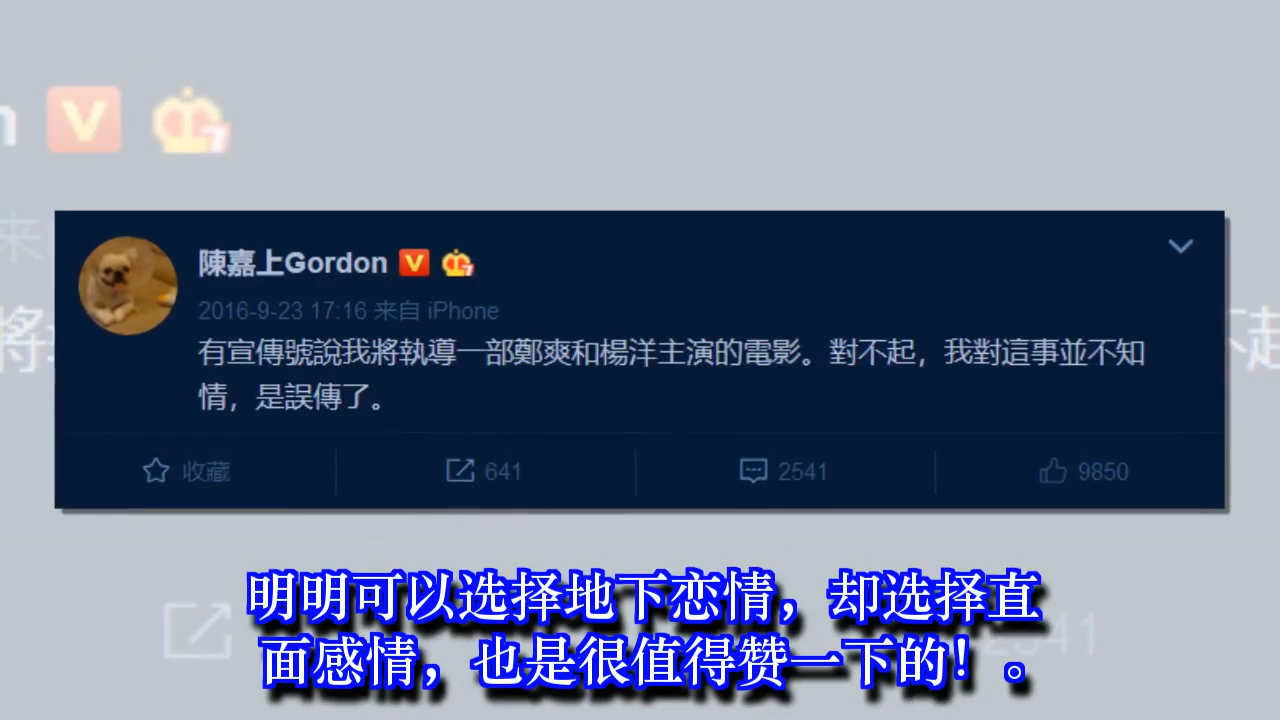 陳嘉上Gordon
2016-9-23 17:16 来自 iPhone
有宣傳號說我將執導一部鄭爽和楊洋主演的電影。對不起，我對這事並不知
情，是誤傳了。
收藏 641 2541 9850
明明可以选择地下恋情，却选择直
面感情，也是很值得赞一下的！。